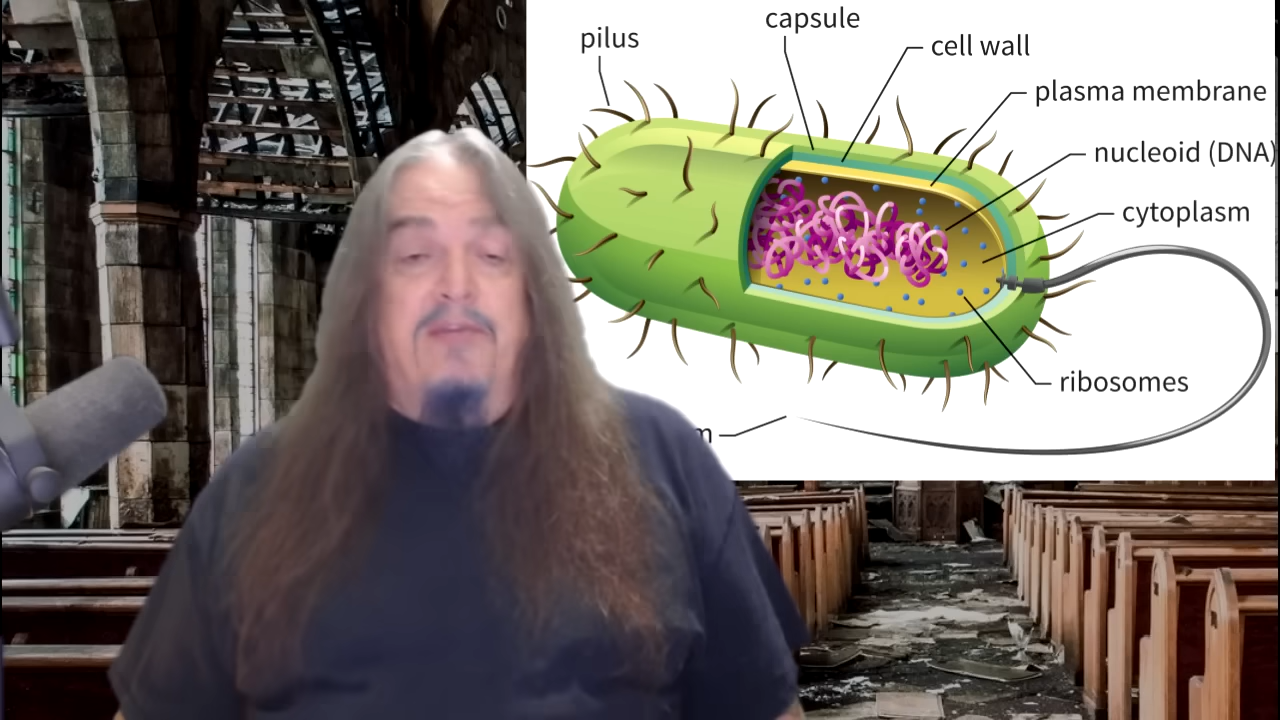 capsule
pilus
cell wall
plasma membrane
nucleoid (DNA)
cytoplasm
ribosomes
m